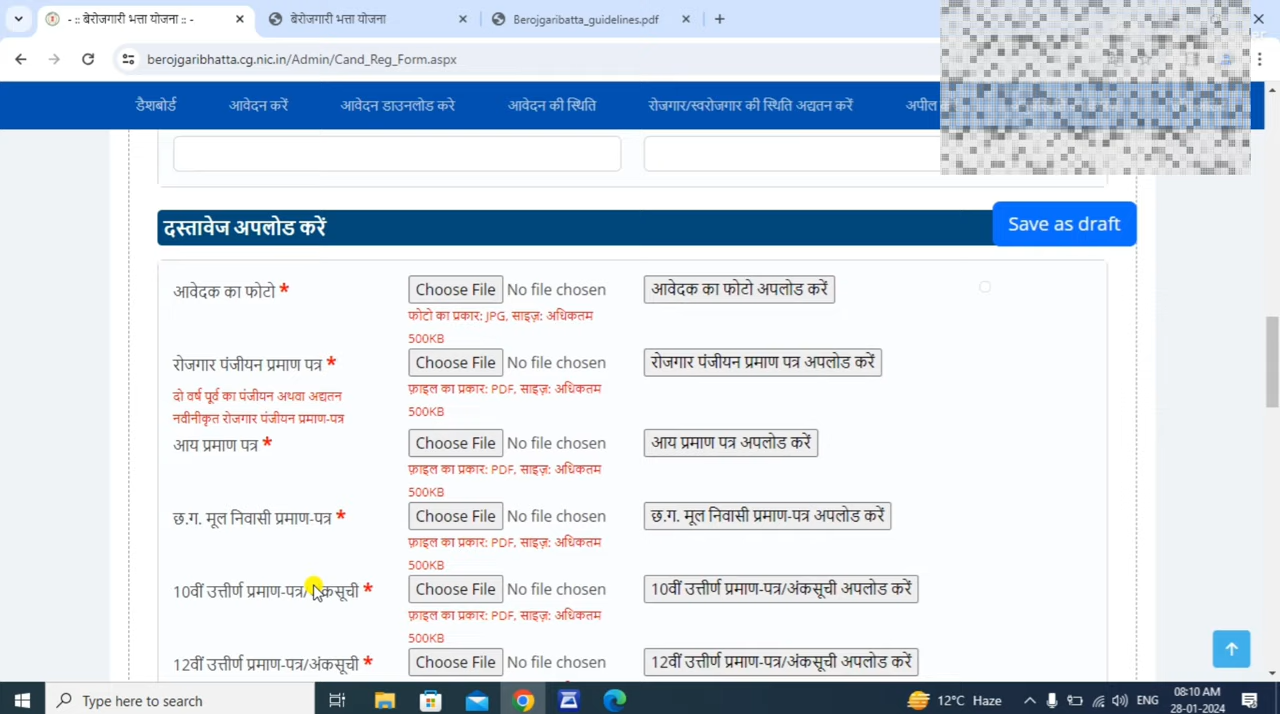 - :: बेरोजगारी भत्ता योजना :: -
बेरोजगारी भत्ता योजना
Berojgaribatta_guidelines.pdf
berojgaribhatta.cg.nic.in/Admin/Cand_Reg_Form.aspx
डैशबोर्ड
आवेदन करें
आवेदन डाउनलोड करे
आवेदन की स्थिति
रोजगार/स्वरोजगार की स्थिति अद्यतन करें
अपील
दस्तावेज अपलोड करें
Save as draft
आवेदक का फोटो *
Choose File No file chosen
आवेदक का फोटो अपलोड करें
फोटो का प्रकार: JPG, साइज़: अधिकतम
500KB
रोजगार पंजीयन प्रमाण पत्र *
Choose File No file chosen
रोजगार पंजीयन प्रमाण पत्र अपलोड करें
दो वर्ष पूर्व का पंजीयन अथवा अद्यतन
नवीनीकृत रोजगार पंजीयन प्रमाण-पत्र
फ़ाइल का प्रकार: PDF, साइज़: अधिकतम
500KB
आय प्रमाण पत्र *
Choose File No file chosen
आय प्रमाण पत्र अपलोड करें
फ़ाइल का प्रकार: PDF, साइज़: अधिकतम
500KB
छ.ग. मूल निवासी प्रमाण-पत्र *
Choose File No file chosen
छ.ग. मूल निवासी प्रमाण-पत्र अपलोड करें
फ़ाइल का प्रकार: PDF, साइज़: अधिकतम
500KB
10वीं उत्तीर्ण प्रमाण-पत्र/अंकसूची *
Choose File No file chosen
10वीं उत्तीर्ण प्रमाण-पत्र/अंकसूची अपलोड करें
फ़ाइल का प्रकार: PDF, साइज़: अधिकतम
500KB
12वीं उत्तीर्ण प्रमाण-पत्र/अंकसूची *
Choose File No file chosen
12वीं उत्तीर्ण प्रमाण-पत्र/अंकसूची अपलोड करें
Type here to search
12°C Haze
ENG
08:10 AM
28-01-2024